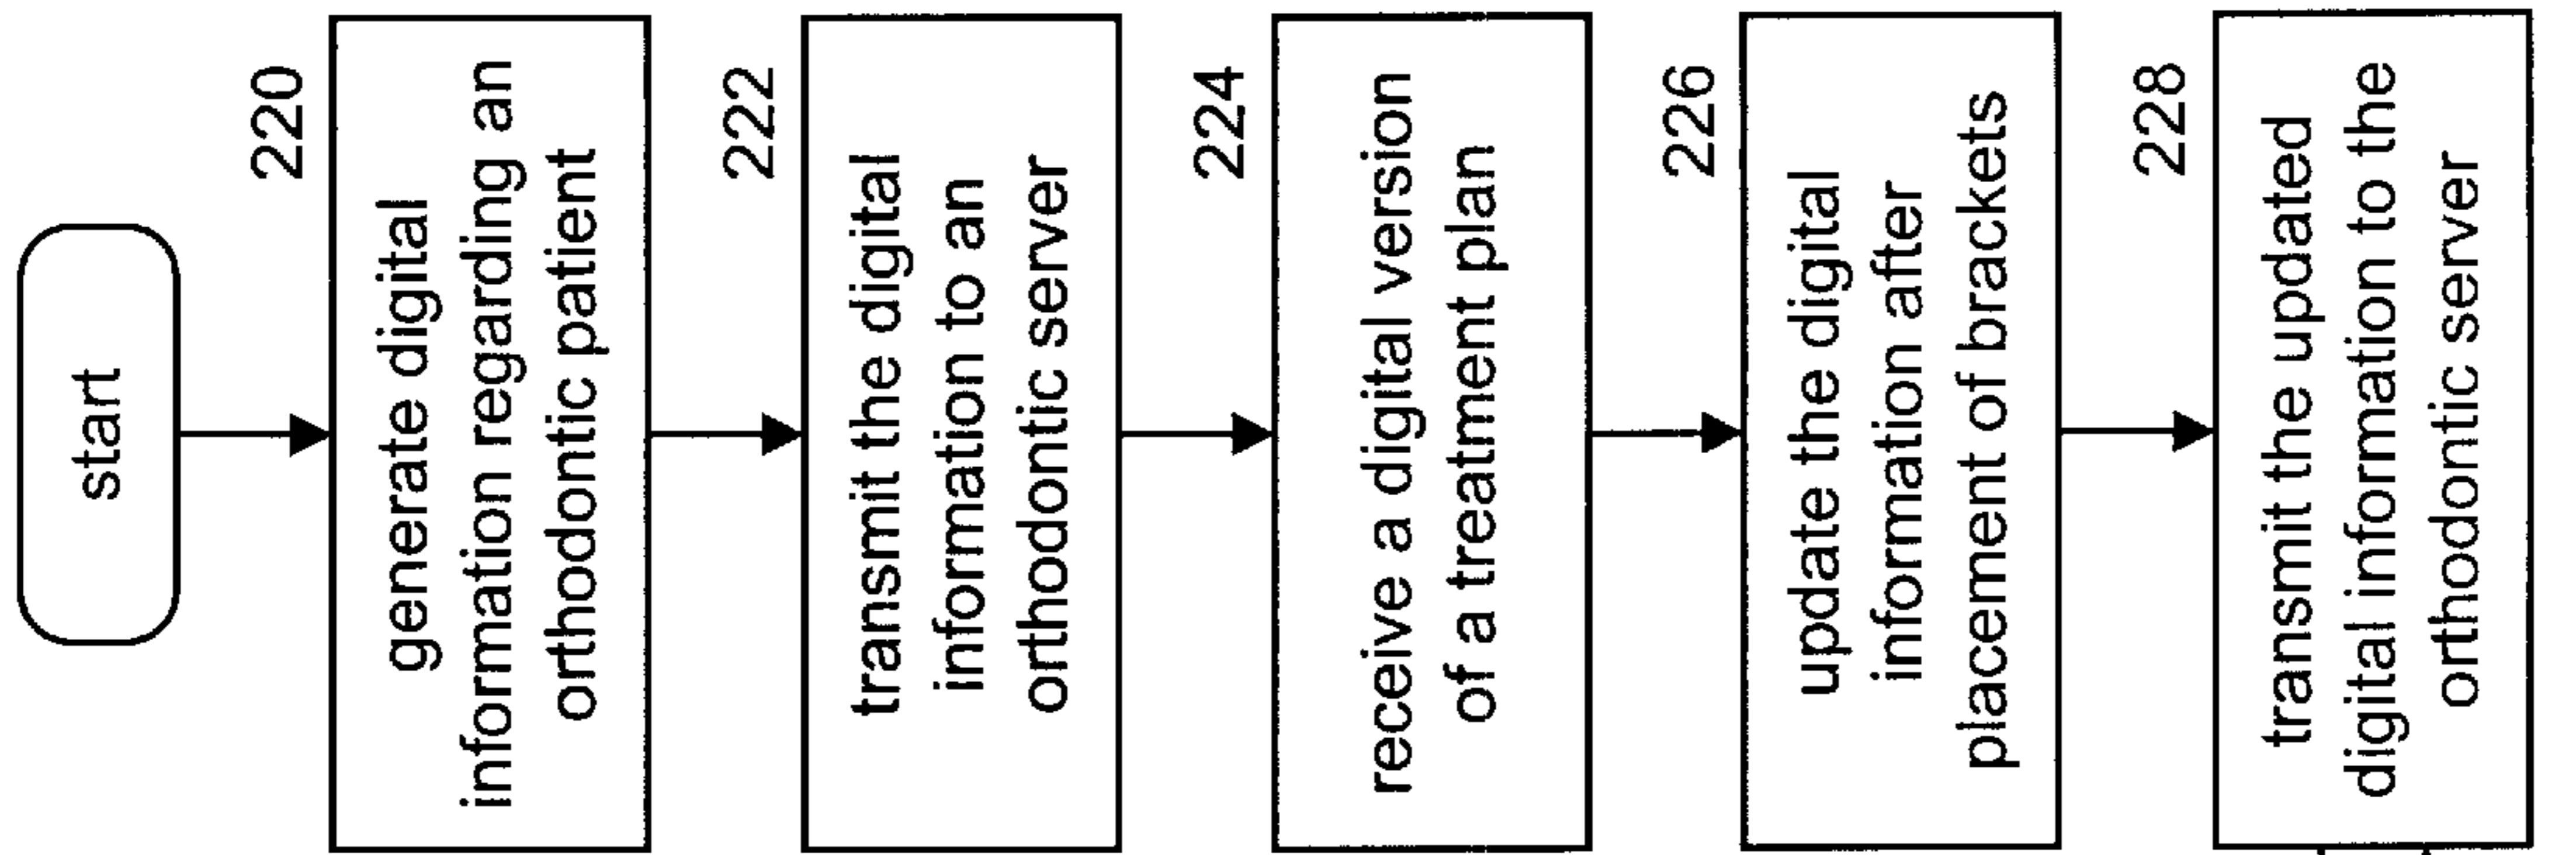 start
220
generate digital
information regarding an
orthodontic patient
222
transmit the digital
information to an
orthodontic server
224
receive a digital version
of a treatment plan
226
update the digital
information after
placement of brackets
228
transmit the updated
digital information to the
orthodontic server